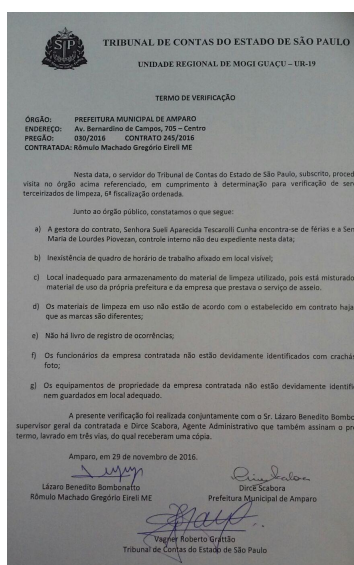 TRIBUNAL DE CONTAS DO ESTADO DE SÃO PAULO
UNIDADE REGIONAL DE MOGI GUAÇU – UR-19
TERMO DE VERIFICAÇÃO
ÓRGÃO: PREFEITURA MUNICIPAL DE AMPARO
ENDEREÇO: Av. Bernardino de Campos, 705 – Centro
PREGÃO: 030/2016 CONTRATO 245/2016
CONTRATADA: Rômulo Machado Gregório Eireli ME
Nesta data, o servidor do Tribunal de Contas do Estado de São Paulo, subscrito, proced
visita no órgão acima referenciado, em cumprimento à determinação para verificação de ser
terceirizados de limpeza, 6ª fiscalização ordenada.
Junto ao órgão público, constatamos o que segue:
a) A gestora do contrato, Senhora Sueli Aparecida Tescarolli Cunha encontra-se de férias e a Sen
Maria de Lourdes Piovezan, controle interno não deu expediente nesta data;
b) Inexistência de quadro de horário de trabalho afixado em local visível;
c) Local inadequado para armazenamento do material de limpeza utilizado, pois está misturado
material de uso da própria prefeitura e da empresa que prestava o serviço de asseio.
d) Os materiais de limpeza em uso não estão de acordo com o estabelecido em contrato haja
que as marcas são diferentes;
e) Não há livro de registro de ocorrências;
f) Os funcionários da empresa contratada não estão devidamente identificados com crachás
foto;
g) Os equipamentos de propriedade da empresa contratada não estão devidamente identifi
nem guardados em local adequado.
A presente verificação foi realizada conjuntamente com o Sr. Lázaro Benedito Bombo
supervisor geral da contratada e Dirce Scabora, Agente Administrativo que também assinam o pre
termo, lavrado em três vias, do qual receberam uma cópia.
Amparo, em 29 de novembro de 2016.
Lázaro Benedito Bombonatto
Rômulo Machado Gregório Eireli ME
Dirce Scabora
Dirce Scabora
Prefeitura Municipal de Amparo
Vagner Roberto Grattão
Tribunal de Contas do Estado de São Paulo